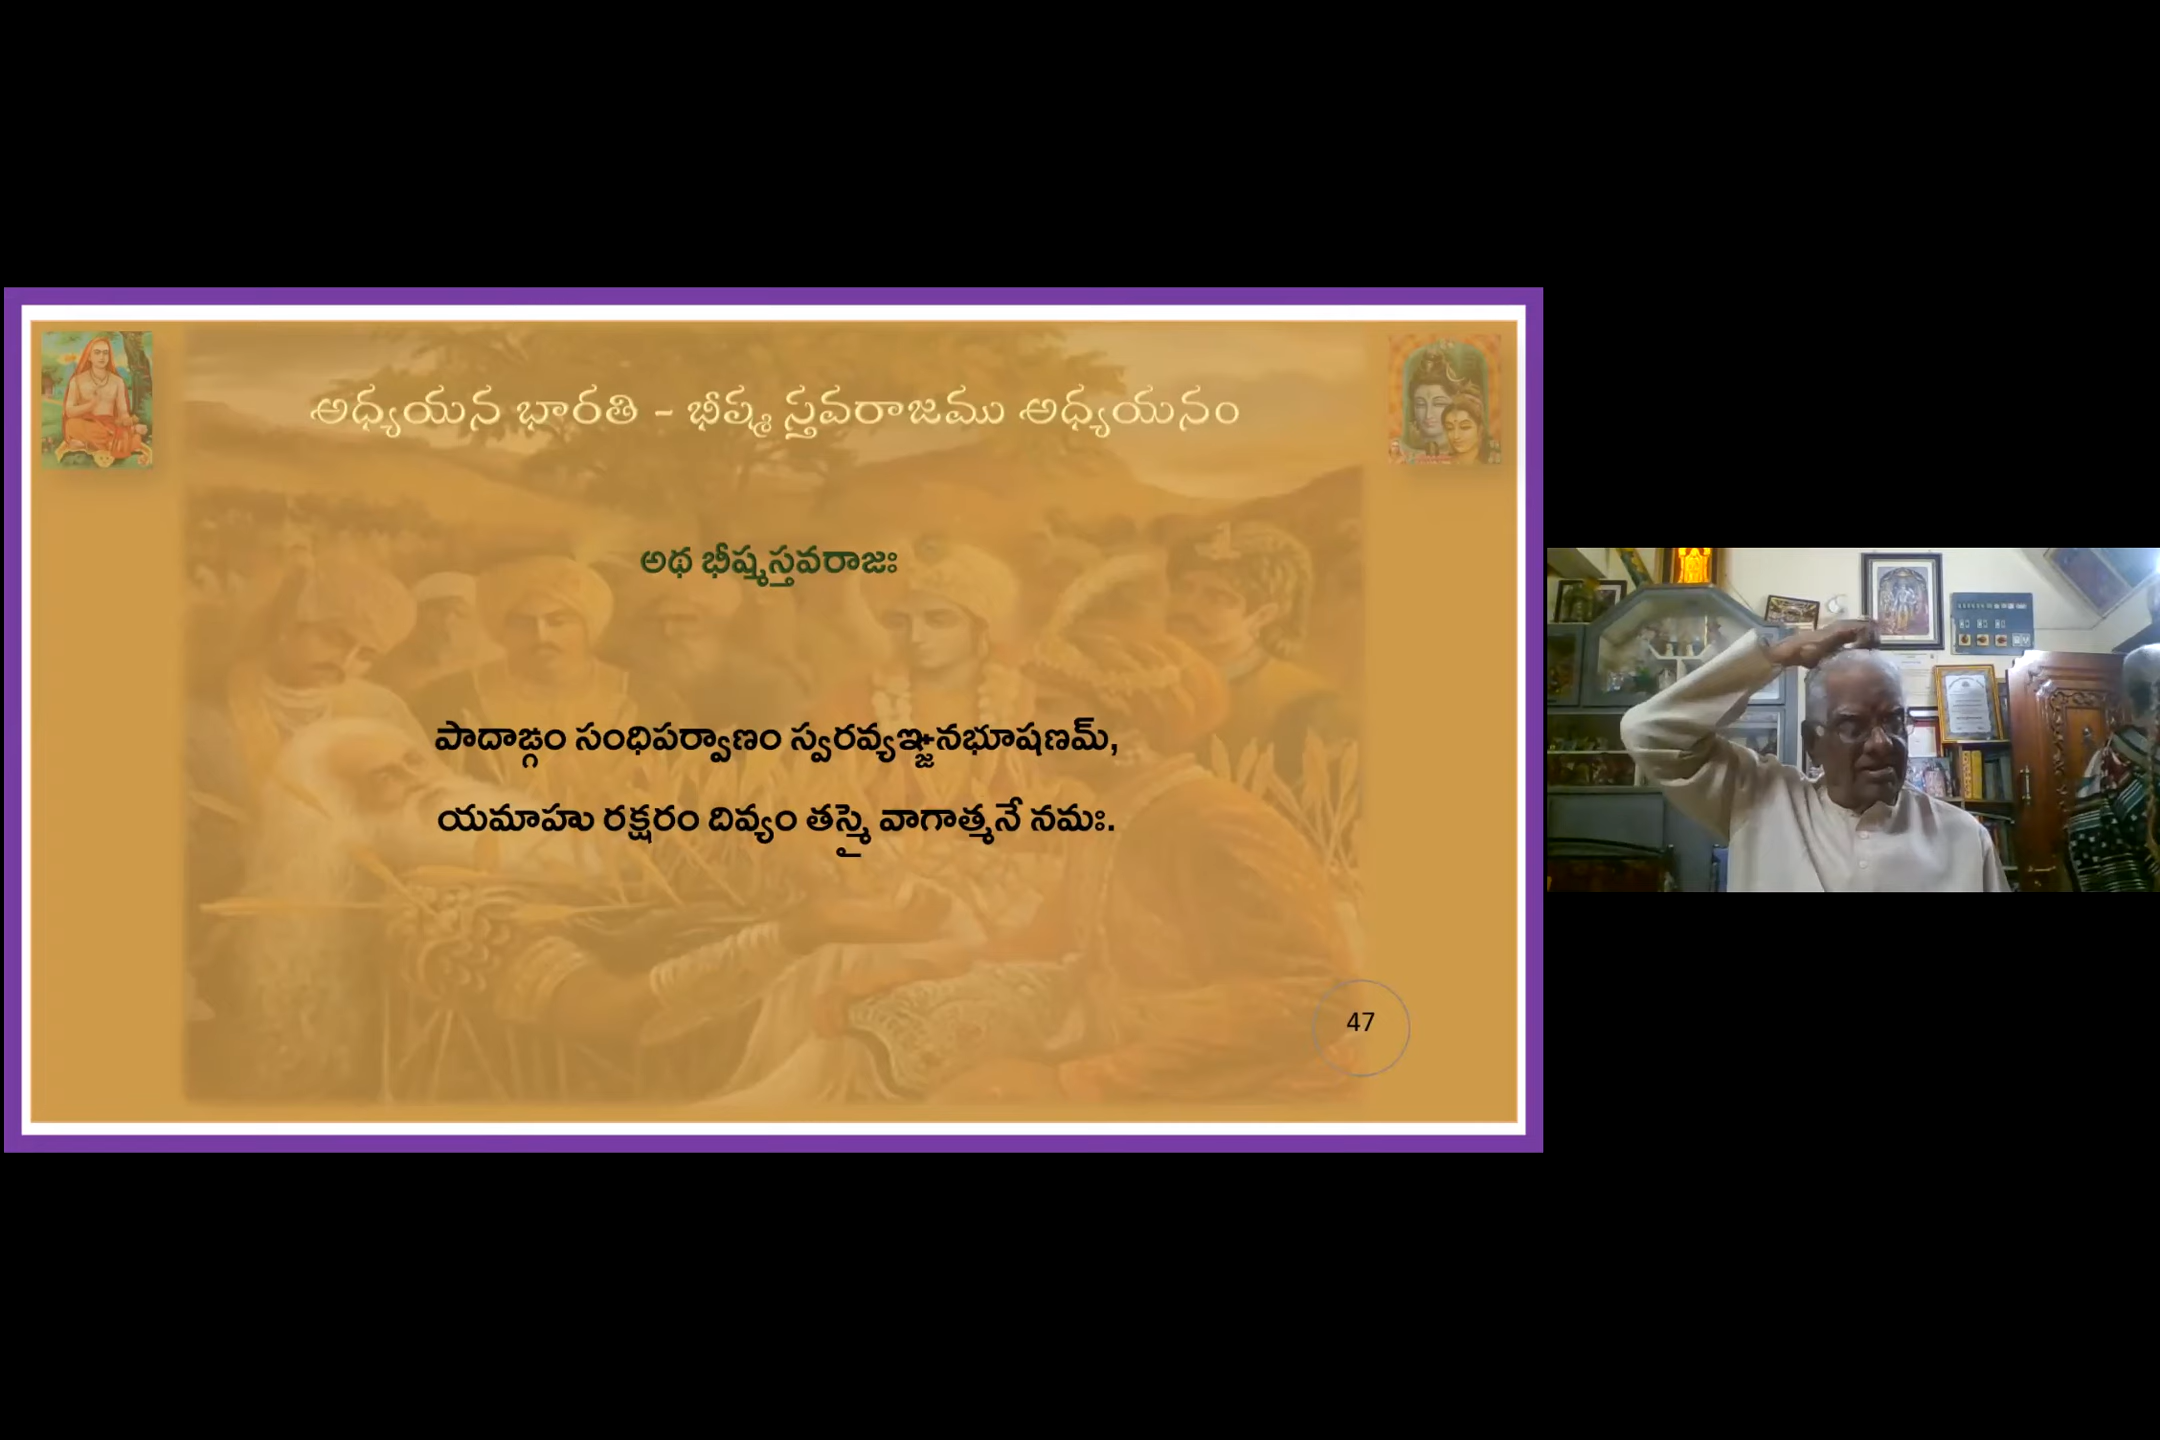 అధ్యయన భారతి - భీష్మ స్తవరాజము అధ్యయనం
అథ భీష్మస్తవరాజః
పాదాఙ్గం సంధిపర్వాణం స్వరవ్యఞ్జనభూషణమ్,
యమాహు రక్షరం దివ్యం తస్మై వాగాత్మనే నమః.
47